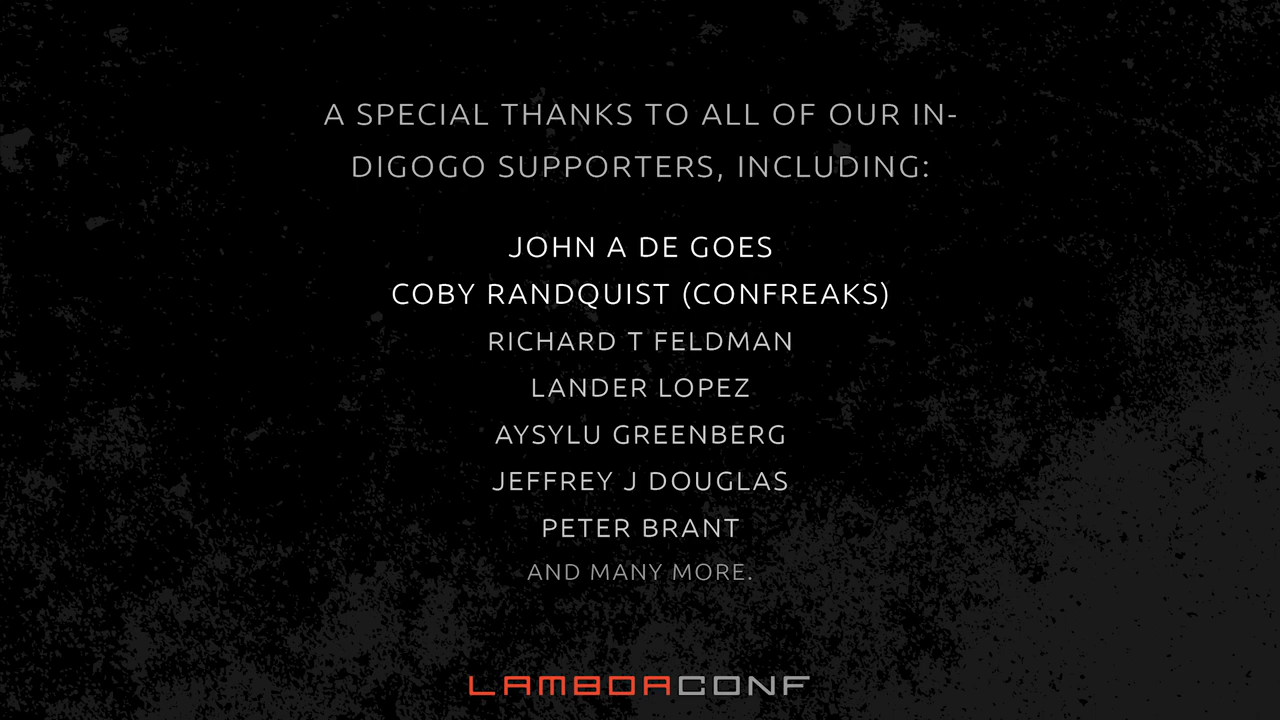 A SPECIAL THANKS TO ALL OF OUR IN-
DIGOGO SUPPORTERS, INCLUDING:
JOHN A DE GOES
COBY RANDQUIST (CONFREAKS)
RICHARD T FELDMAN
LANDER LOPEZ
AYSYLU GREENBERG
JEFFREY J DOUGLAS
PETER BRANT
AND MANY MORE.
LAMBDACONF